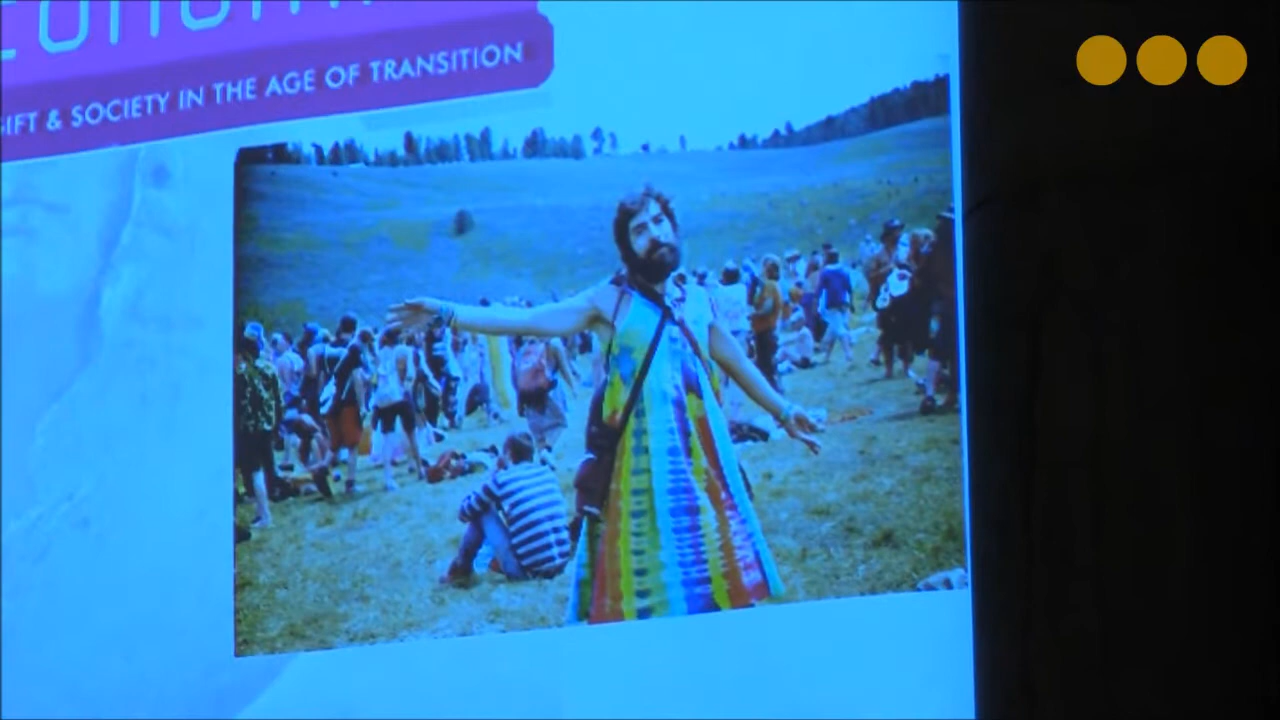 GIFT & SOCIETY IN THE AGE OF TRANSITION